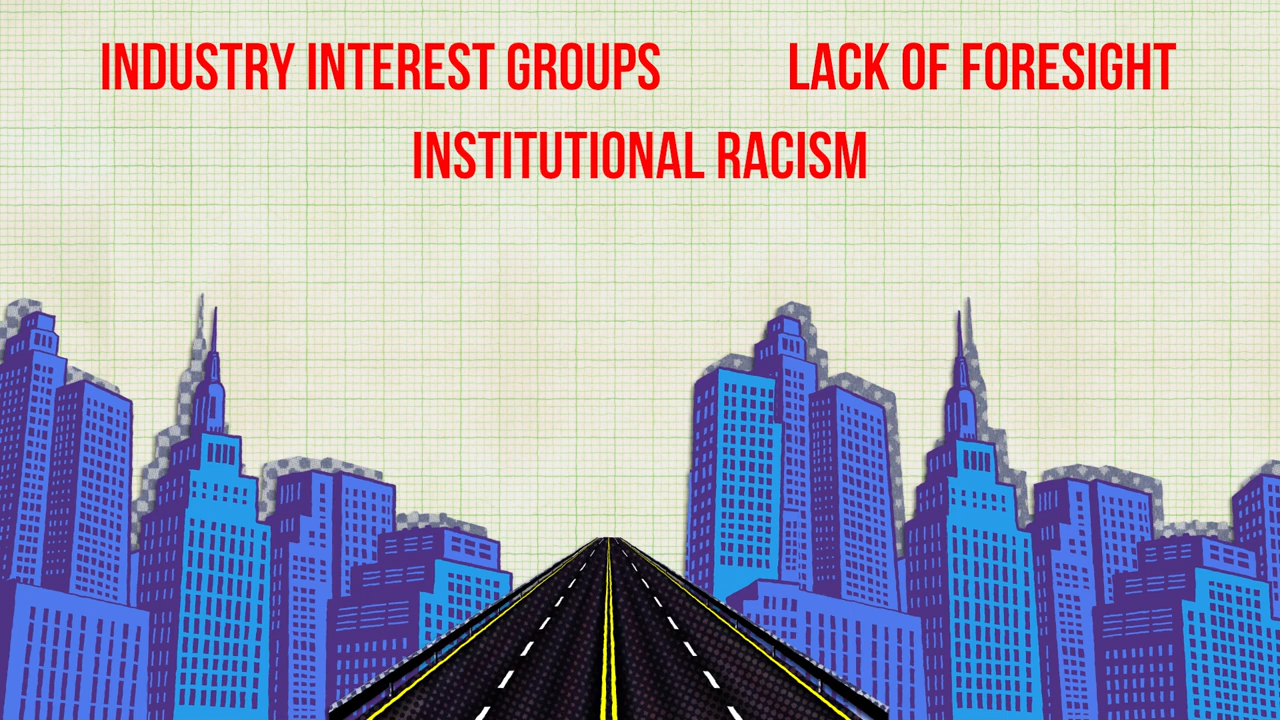 INDUSTRY INTEREST GROUPS
LACK OF FORESIGHT
INSTITUTIONAL RACISM